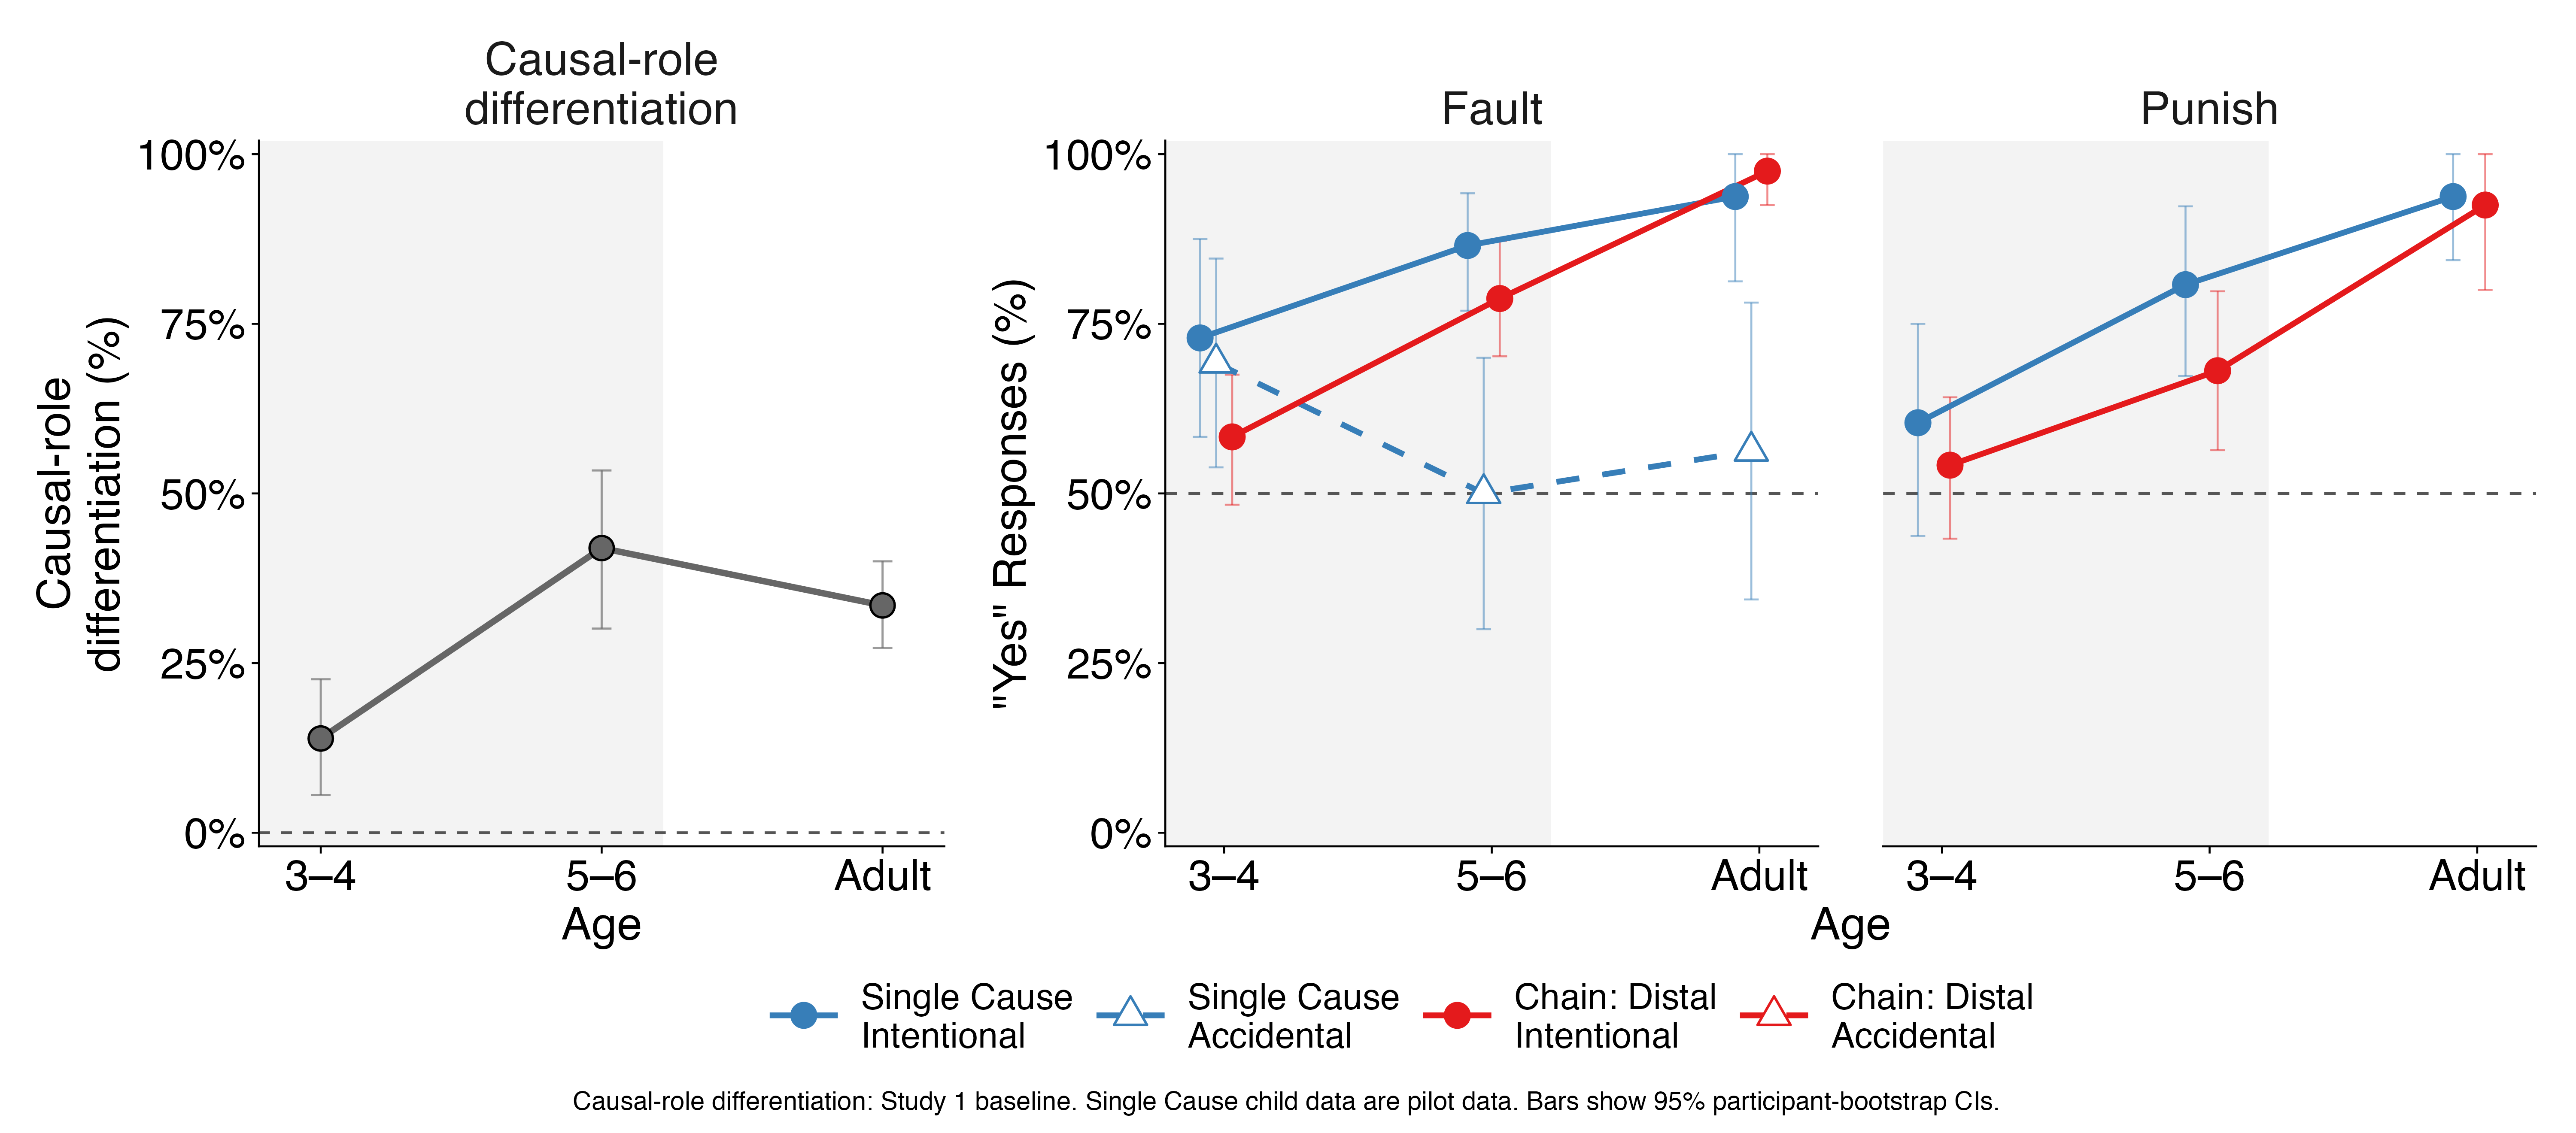 Causal-role
differentiation
Causal-role
differentiation (%)
100%
75%
50%
25%
0%
3–4
5–6
Adult
Age
Fault
Punish
"Yes" Responses (%)
100%
75%
50%
25%
0%
3–4
5–6
Adult
3–4
5–6
Adult
Age
Single Cause
Intentional
Single Cause
Accidental
Chain: Distal
Intentional
Chain: Distal
Accidental
Causal-role differentiation: Study 1 baseline. Single Cause child data are pilot data. Bars show 95% participant-bootstrap CIs.